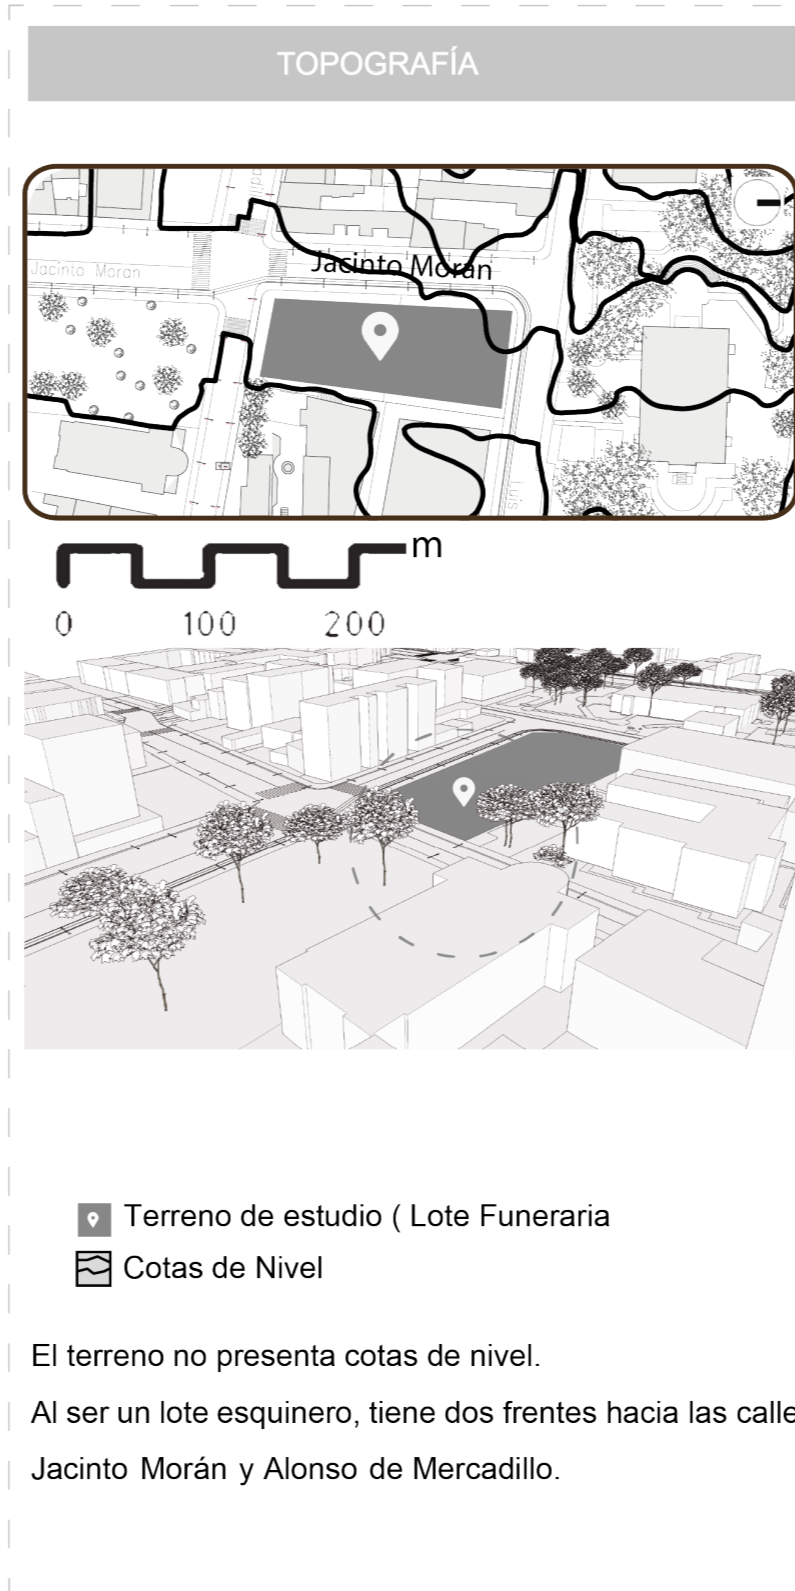 TOPOGRAFÍA
Jacinto Moran
Jacinto Morán
m
0 100 200
Terreno de estudio ( Lote Funeraria
Cotas de Nivel
El terreno no presenta cotas de nivel.
Al ser un lote esquinero, tiene dos frentes hacia las calle
Jacinto Morán y Alonso de Mercadillo.